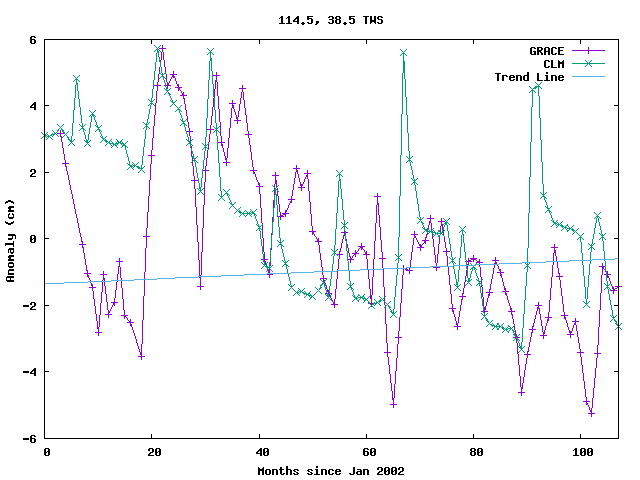 114.5, 38.5 TWS
GRACE
CLM
Trend Line
6
4
2
0
-2
-4
-6
Anomaly (cm)
0 20 40 60 80 100
Months since Jan 2002